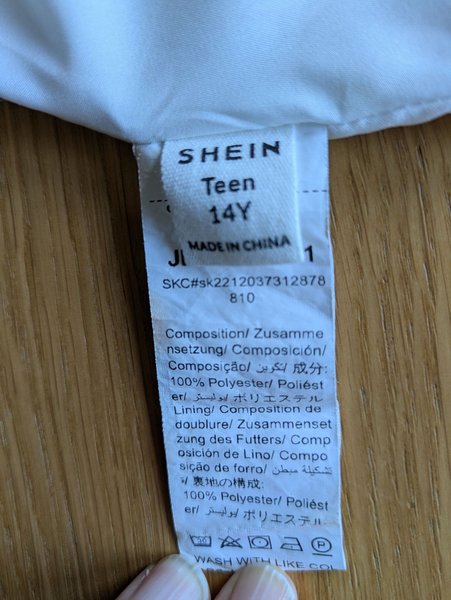 SHEIN
Teen
14Y
MADE IN CHINA
SKC#sk2212037312878
810
Composition/ Zusamme
nsetzung/ Composición/
Composição/ تكوين/ 成分:
100% Polyester/ Poliést
er/ بوليستر/ ポリエステル
Lining/ Composition de
doublure/ Zusammenset
zung des Futters/ Comp
osición de Lino/ Compo
sição de forro/ تشكيلة مبطن
/ 裏地の構成:
100% Polyester/ Poliést
er/ بوليستر/ ポリエステル
WASH WITH LIKE COL